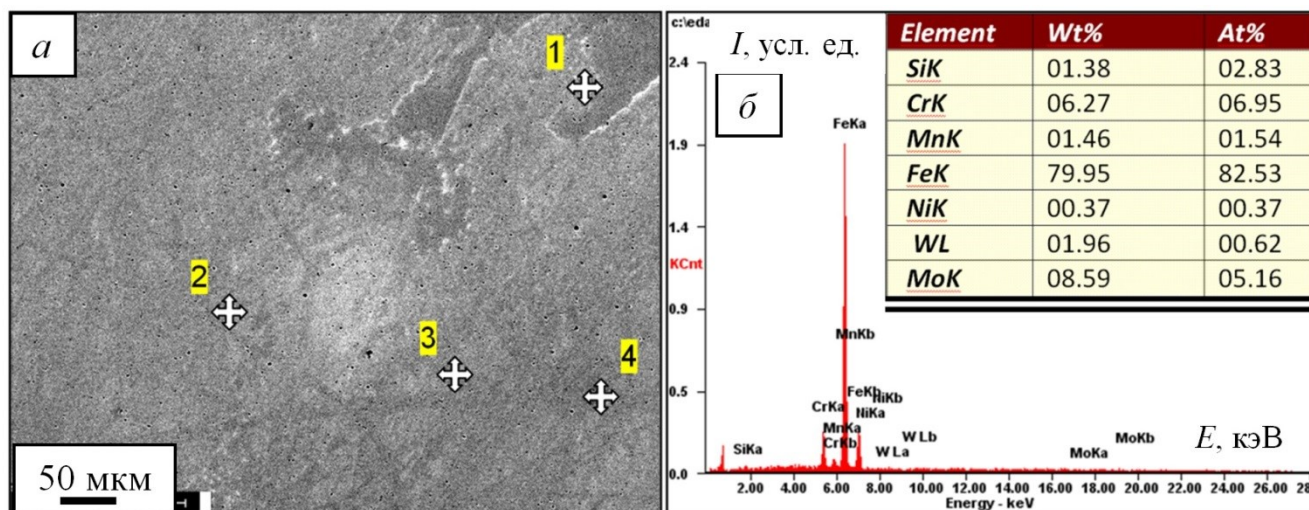 а
1
2
3
4
50 мкм
c:\eda
I, усл. ед.
б
Element Wt% At%
SiK 01.38 02.83
CrK 06.27 06.95
MnK 01.46 01.54
FeK 79.95 82.53
NiK 00.37 00.37
WL 01.96 00.62
MoK 08.59 05.16
2.4
1.9
1.4
KCnt
0.9
0.5
0.0
FeKa
MnKb
FeKb
NiKb
NiKa
CrKa
MnKa
CrKb
W Lb
W La
SiKa
MoKb
MoKa
E, кэВ
2.00 4.00 6.00 8.00 10.00 12.00 14.00 16.00 18.00 20.00 22.00 24.00 26.00 28
Energy - keV